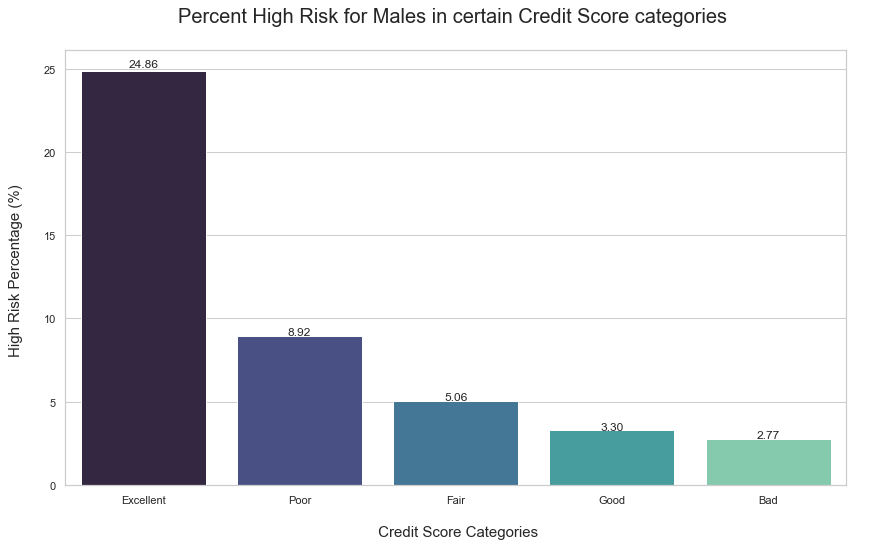 Percent High Risk for Males in certain Credit Score categories
High Risk Percentage (%)
25
20
15
10
5
0
24.86
8.92
5.06
3.30
2.77
Excellent
Poor
Fair
Good
Bad
Credit Score Categories